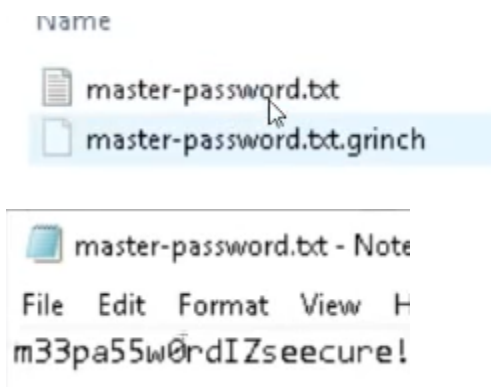 Name
master-password.txt
master-password.txt.grinch
master-password.txt - Note
File Edit Format View H
m33pa55w0rdIZseecure!